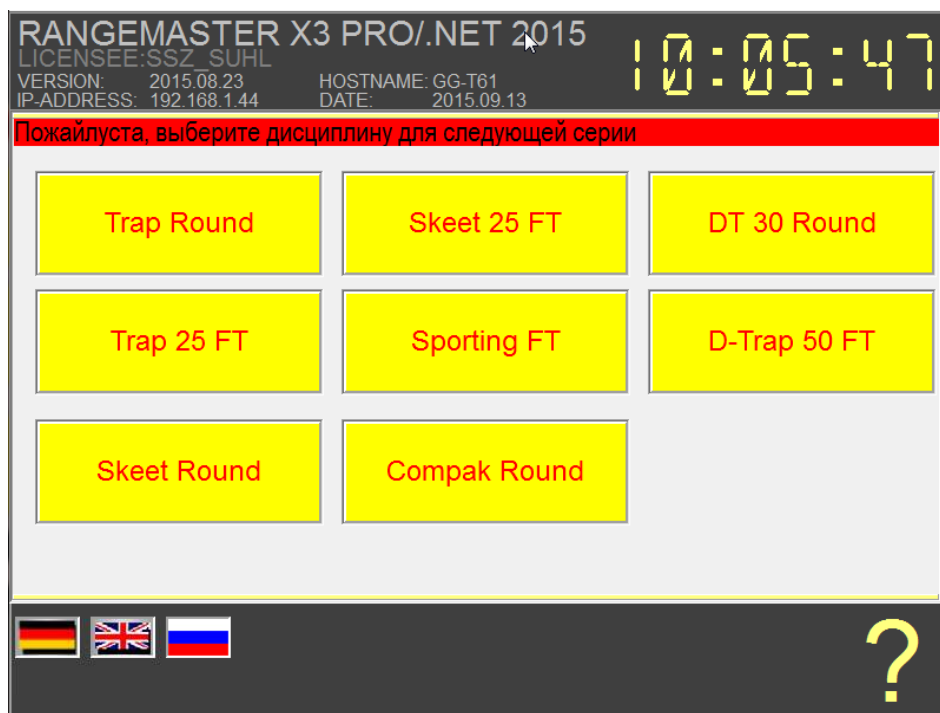 RANGEMASTER X3 PRO/.NET 2015
LICENSEE:SSZ_SUHL
VERSION: 2015.08.23 HOSTNAME: GG-T61
IP-ADDRESS: 192.168.1.44 DATE: 2015.09.13
10:05:47
Пожайлуста, выберите дисциплину для следующей серии
Trap Round Skeet 25 FT DT 30 Round
Trap 25 FT Sporting FT D-Trap 50 FT
Skeet Round Compak Round
?